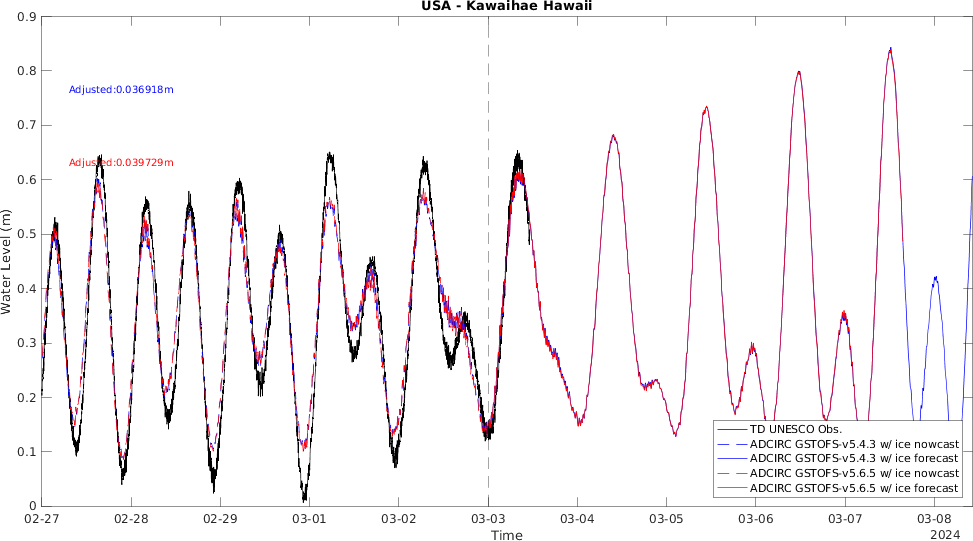 USA - Kawaihae Hawaii
0.9
0.8
0.7
0.6
0.5
0.4
0.3
0.2
0.1
0
Water Level (m)
Adjusted:0.036918m
Adjusted:0.039729m
TD UNESCO Obs.
ADCIRC GSTOFS-v5.4.3 w/ ice nowcast
ADCIRC GSTOFS-v5.4.3 w/ ice forecast
ADCIRC GSTOFS-v5.6.5 w/ ice nowcast
ADCIRC GSTOFS-v5.6.5 w/ ice forecast
02-27 02-28 02-29 03-01 03-02 03-03 03-04 03-05 03-06 03-07 03-08
Time
2024